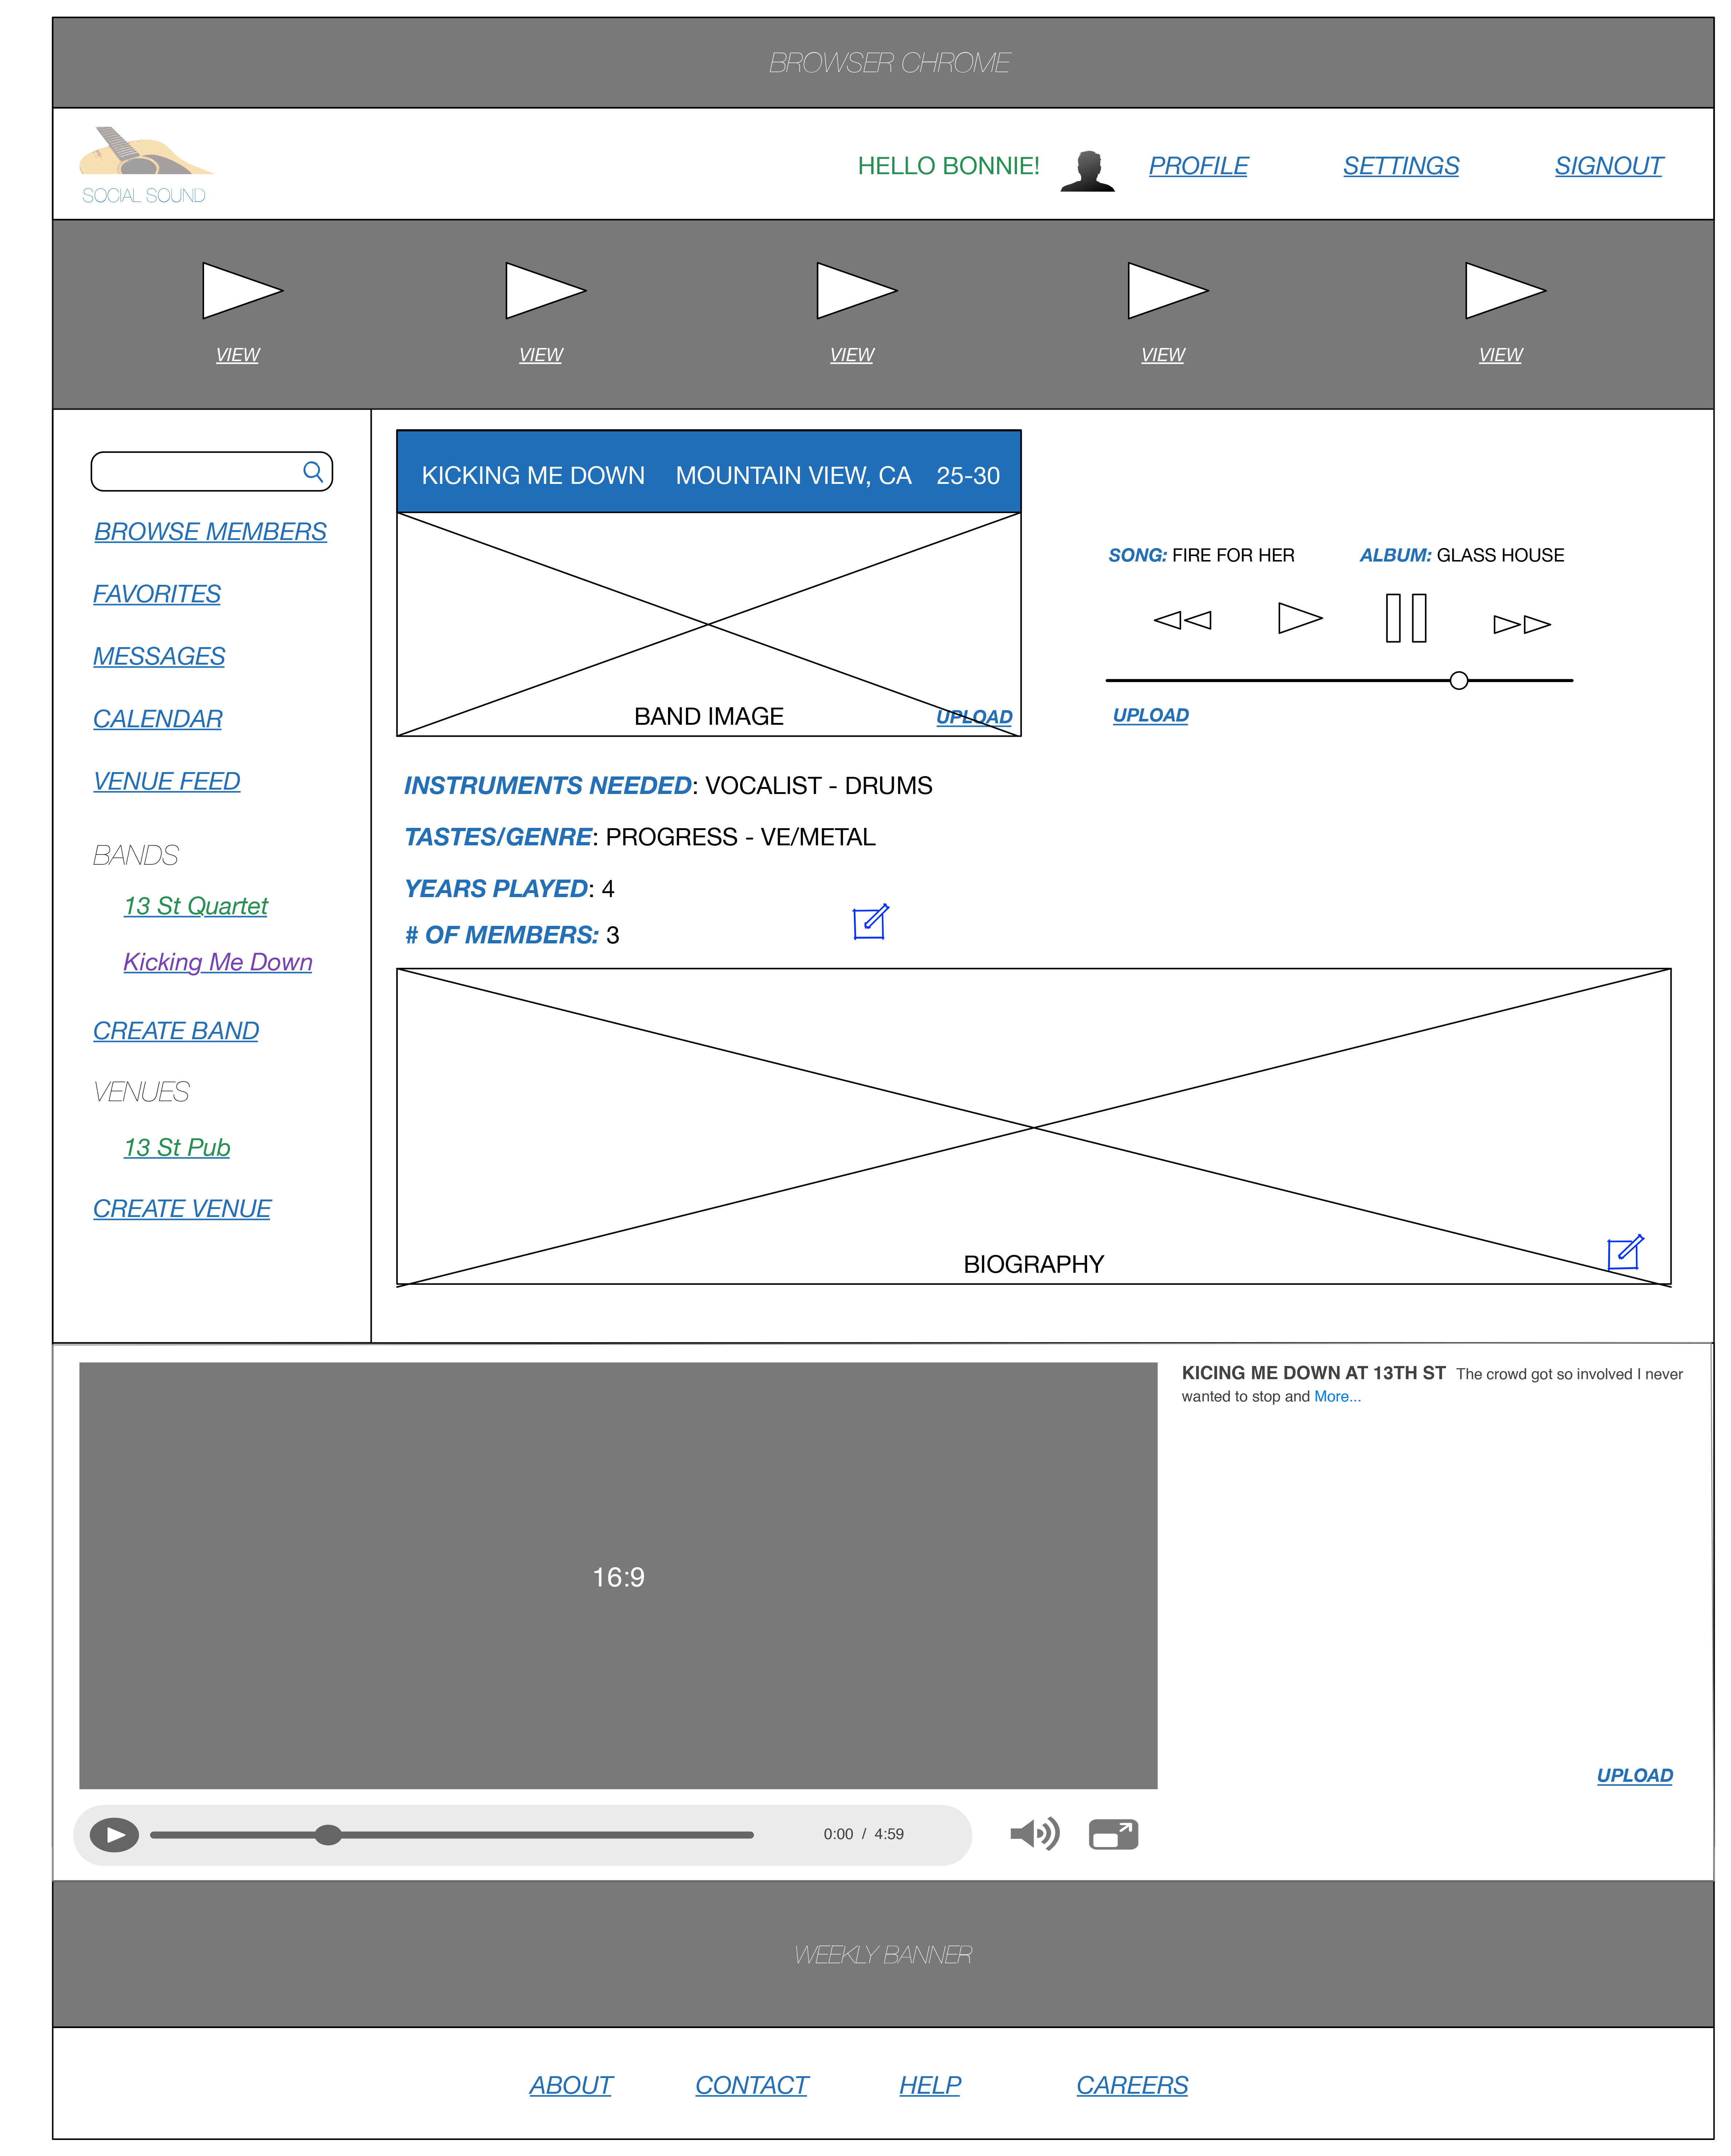 BROWSER CHROME
SOCIAL SOUND
HELLO BONNIE! PROFILE SETTINGS SIGNOUT
VIEW VIEW VIEW VIEW VIEW
BROWSE MEMBERS
FAVORITES
MESSAGES
CALENDAR
VENUE FEED
BANDS
13 St Quartet
Kicking Me Down
CREATE BAND
VENUES
13 St Pub
CREATE VENUE
KICKING ME DOWN MOUNTAIN VIEW, CA 25-30
BAND IMAGE UPLOAD
SONG: FIRE FOR HER ALBUM: GLASS HOUSE
UPLOAD
INSTRUMENTS NEEDED: VOCALIST - DRUMS
TASTES/GENRE: PROGRESS - VE/METAL
YEARS PLAYED: 4
# OF MEMBERS: 3
BIOGRAPHY
16:9
0:00 / 4:59
KICING ME DOWN AT 13TH ST The crowd got so involved I never
wanted to stop and More...
UPLOAD
WEEKLY BANNER
ABOUT CONTACT HELP CAREERS